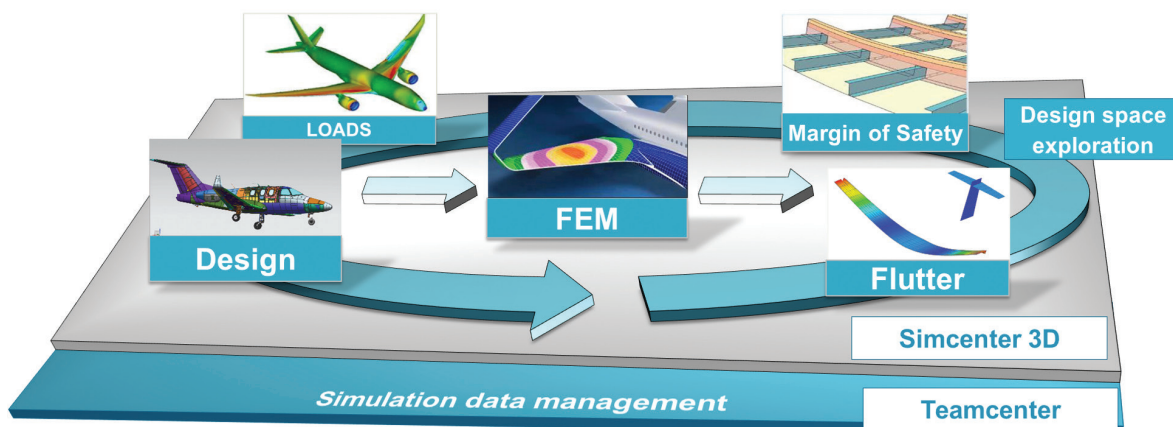 LOADS
Margin of Safety
Design space
exploration
Design
FEM
Flutter
Simcenter 3D
Simulation data management
Teamcenter